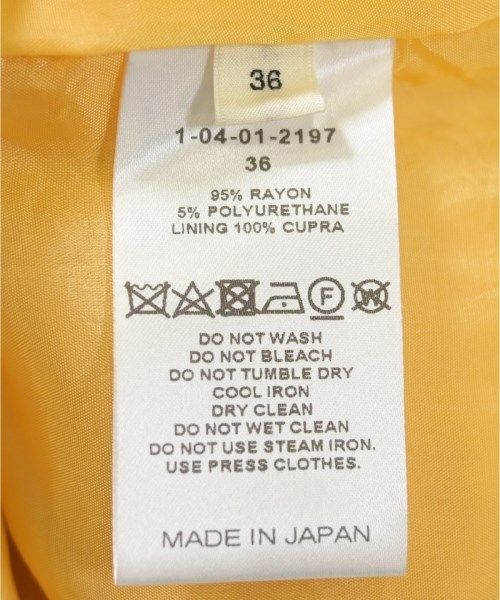 36
1-04-01-2197
36
95% RAYON
5% POLYURETHANE
LINING 100% CUPRA
F W
DO NOT WASH
DO NOT BLEACH
DO NOT TUMBLE DRY
COOL IRON
DRY CLEAN
DO NOT WET CLEAN
DO NOT USE STEAM IRON.
USE PRESS CLOTHES.
MADE IN JAPAN